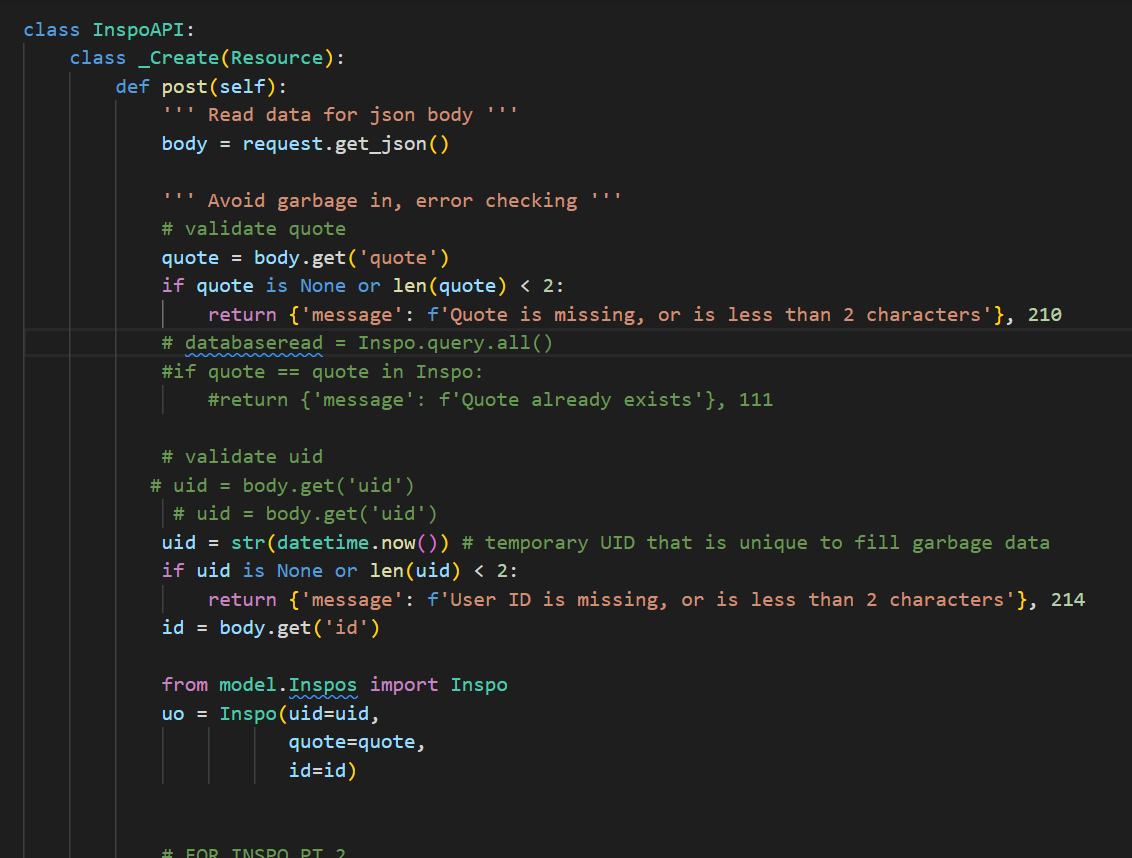 class InspoAPI:
    class _Create(Resource):
        def post(self):
            ''' Read data for json body '''
            body = request.get_json()

            ''' Avoid garbage in, error checking '''
            # validate quote
            quote = body.get('quote')
            if quote is None or len(quote) < 2:
                return {'message': f'Quote is missing, or is less than 2 characters'}, 210
            # databaseread = Inspo.query.all()
            #if quote == quote in Inspo:
                #return {'message': f'Quote already exists'}, 111

            # validate uid
           # uid = body.get('uid')
             # uid = body.get('uid')
            uid = str(datetime.now()) # temporary UID that is unique to fill garbage data
            if uid is None or len(uid) < 2:
                return {'message': f'User ID is missing, or is less than 2 characters'}, 214
            id = body.get('id')

            from model.Inspos import Inspo
            uo = Inspo(uid=uid,
                       quote=quote,
                       id=id)


            # FOR INSPO PT 2